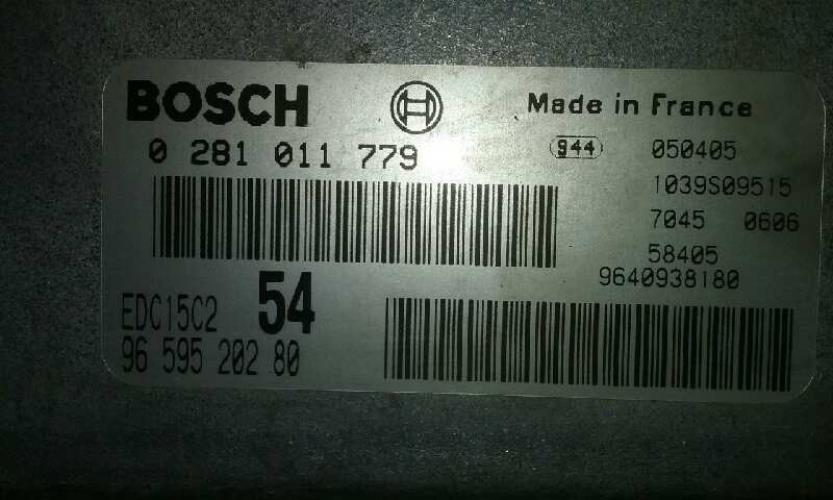 BOSCH Made in France
0 281 011 779 944 050405
1039S09515
7045 0606
58405
9640938180
EDC15C2 54
96 595 202 80